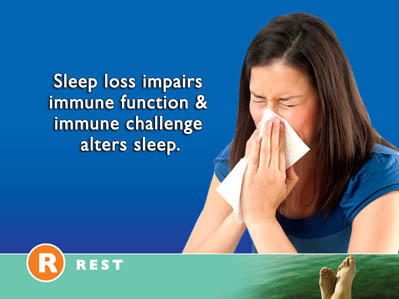 Sleep loss impairs
immune function &
immune challenge
alters sleep.
R REST